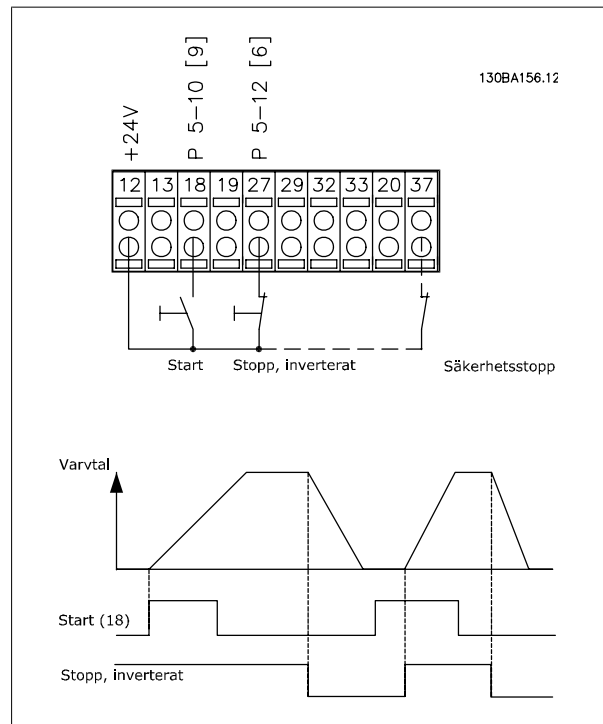 130BA156.12
+24V
P 5-10 [9]
P 5-12 [6]
12 13 18 19 27 29 32 33 20 37
Start Stopp, inverterat Säkerhetsstopp
Varvtal
Start (18)
Stopp, inverterat